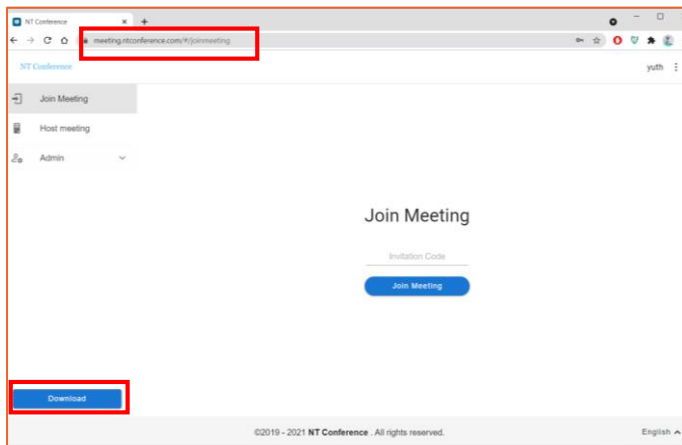 NT Conference
meeting.ntconference.com/#/joinmeeting
NT Conference
yuth
Join Meeting
Host meeting
Admin
Join Meeting
Invitation Code
Join Meeting
Download
©2019 - 2021 NT Conference . All rights reserved.
English